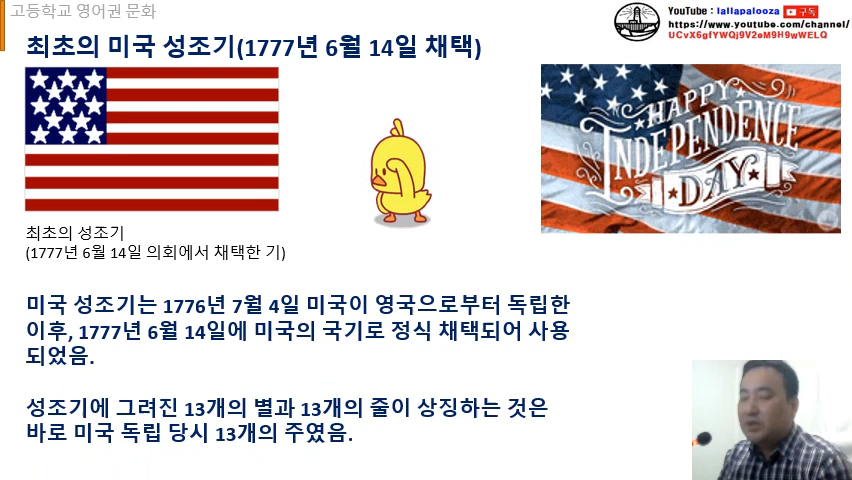 고등학교 영어권 문화
YouTube : lallapalooza 구독
https://www.youtube.com/channel/
UCvX6gfYWQj9V2eM9H9wWELQ
최초의 미국 성조기(1777년 6월 14일 채택)
HAPPY
INDEPENDENCE
DAY
최초의 성조기
(1777년 6월 14일 의회에서 채택한 기)
미국 성조기는 1776년 7월 4일 미국이 영국으로부터 독립한
이후, 1777년 6월 14일에 미국의 국기로 정식 채택되어 사용
되었음.
성조기에 그려진 13개의 별과 13개의 줄이 상징하는 것은
바로 미국 독립 당시 13개의 주였음.